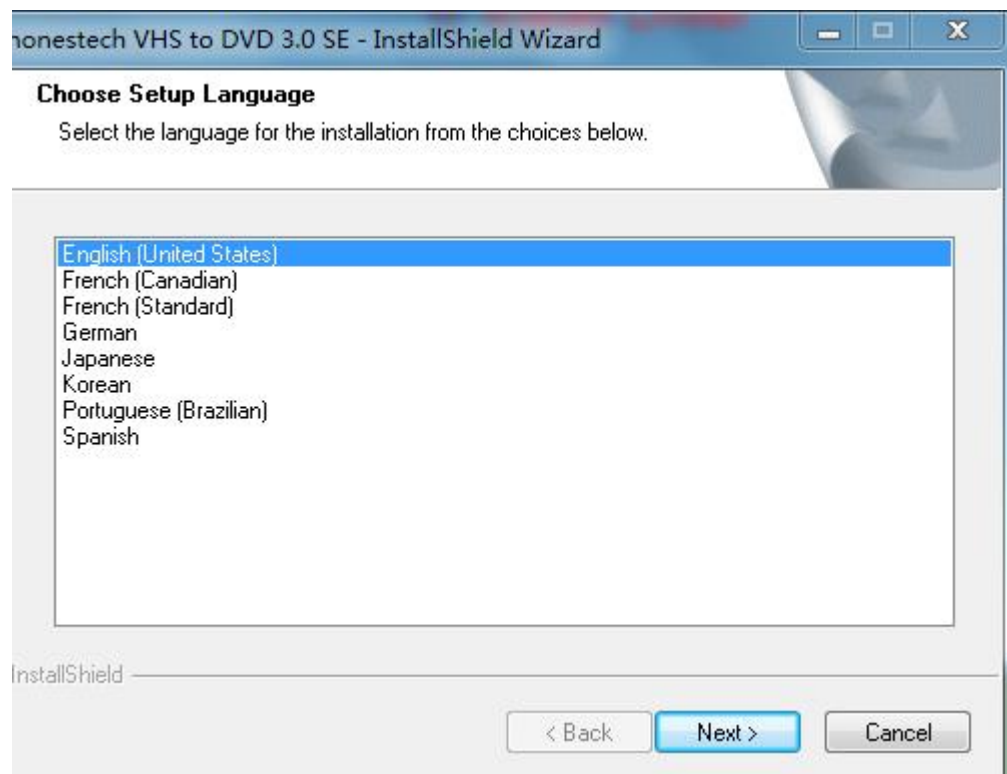 honestech VHS to DVD 3.0 SE - InstallShield Wizard
Choose Setup Language
Select the language for the installation from the choices below.
English (United States)
French (Canadian)
French (Standard)
German
Japanese
Korean
Portuguese (Brazilian)
Spanish
InstallShield
< Back Next > Cancel